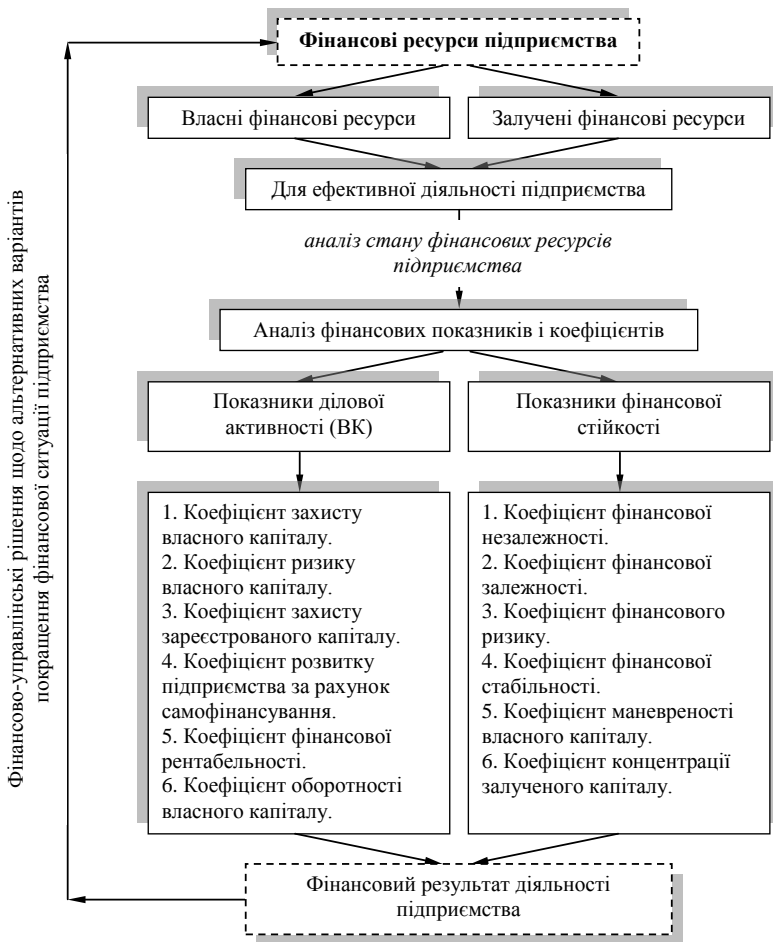 Фінансові ресурси підприємства
Власні фінансові ресурси
Залучені фінансові ресурси
Для ефективної діяльності підприємства
аналіз стану фінансових ресурсів
підприємства
Аналіз фінансових показників і коефіцієнтів
Показники ділової
активності (ВК)
Показники фінансової
стійкості
1. Коефіцієнт захисту
власного капіталу.
2. Коефіцієнт ризику
власного капіталу.
3. Коефіцієнт захисту
зареєстрованого капіталу.
4. Коефіцієнт розвитку
підприємства за рахунок
самофінансування.
5. Коефіцієнт фінансової
рентабельності.
6. Коефіцієнт оборотності
власного капіталу.
1. Коефіцієнт фінансової
незалежності.
2. Коефіцієнт фінансової
залежності.
3. Коефіцієнт фінансового
ризику.
4. Коефіцієнт фінансової
стабільності.
5. Коефіцієнт маневреності
власного капіталу.
6. Коефіцієнт концентрації
залученого капіталу.
Фінансовий результат діяльності
підприємства
Фінансово-управлінські рішення щодо альтернативних варіантів
покращення фінансової ситуації підприємства